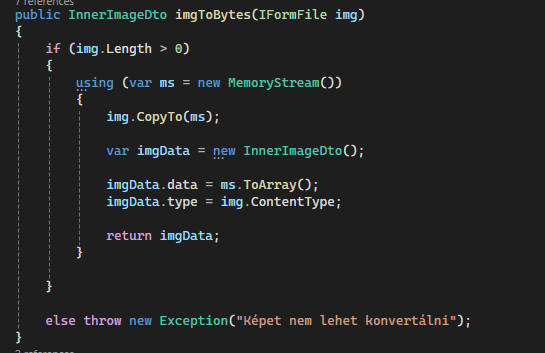 7 references
public InnerImageDto imgToBytes(IFormFile img)
{
if (img.Length > 0)
{
using (var ms = new MemoryStream())
{
img.CopyTo(ms);
var imgData = new InnerImageDto();
imgData.data = ms.ToArray();
imgData.type = img.ContentType;
return imgData;
}
}
else throw new Exception("Képet nem lehet konvertálni");
}
references